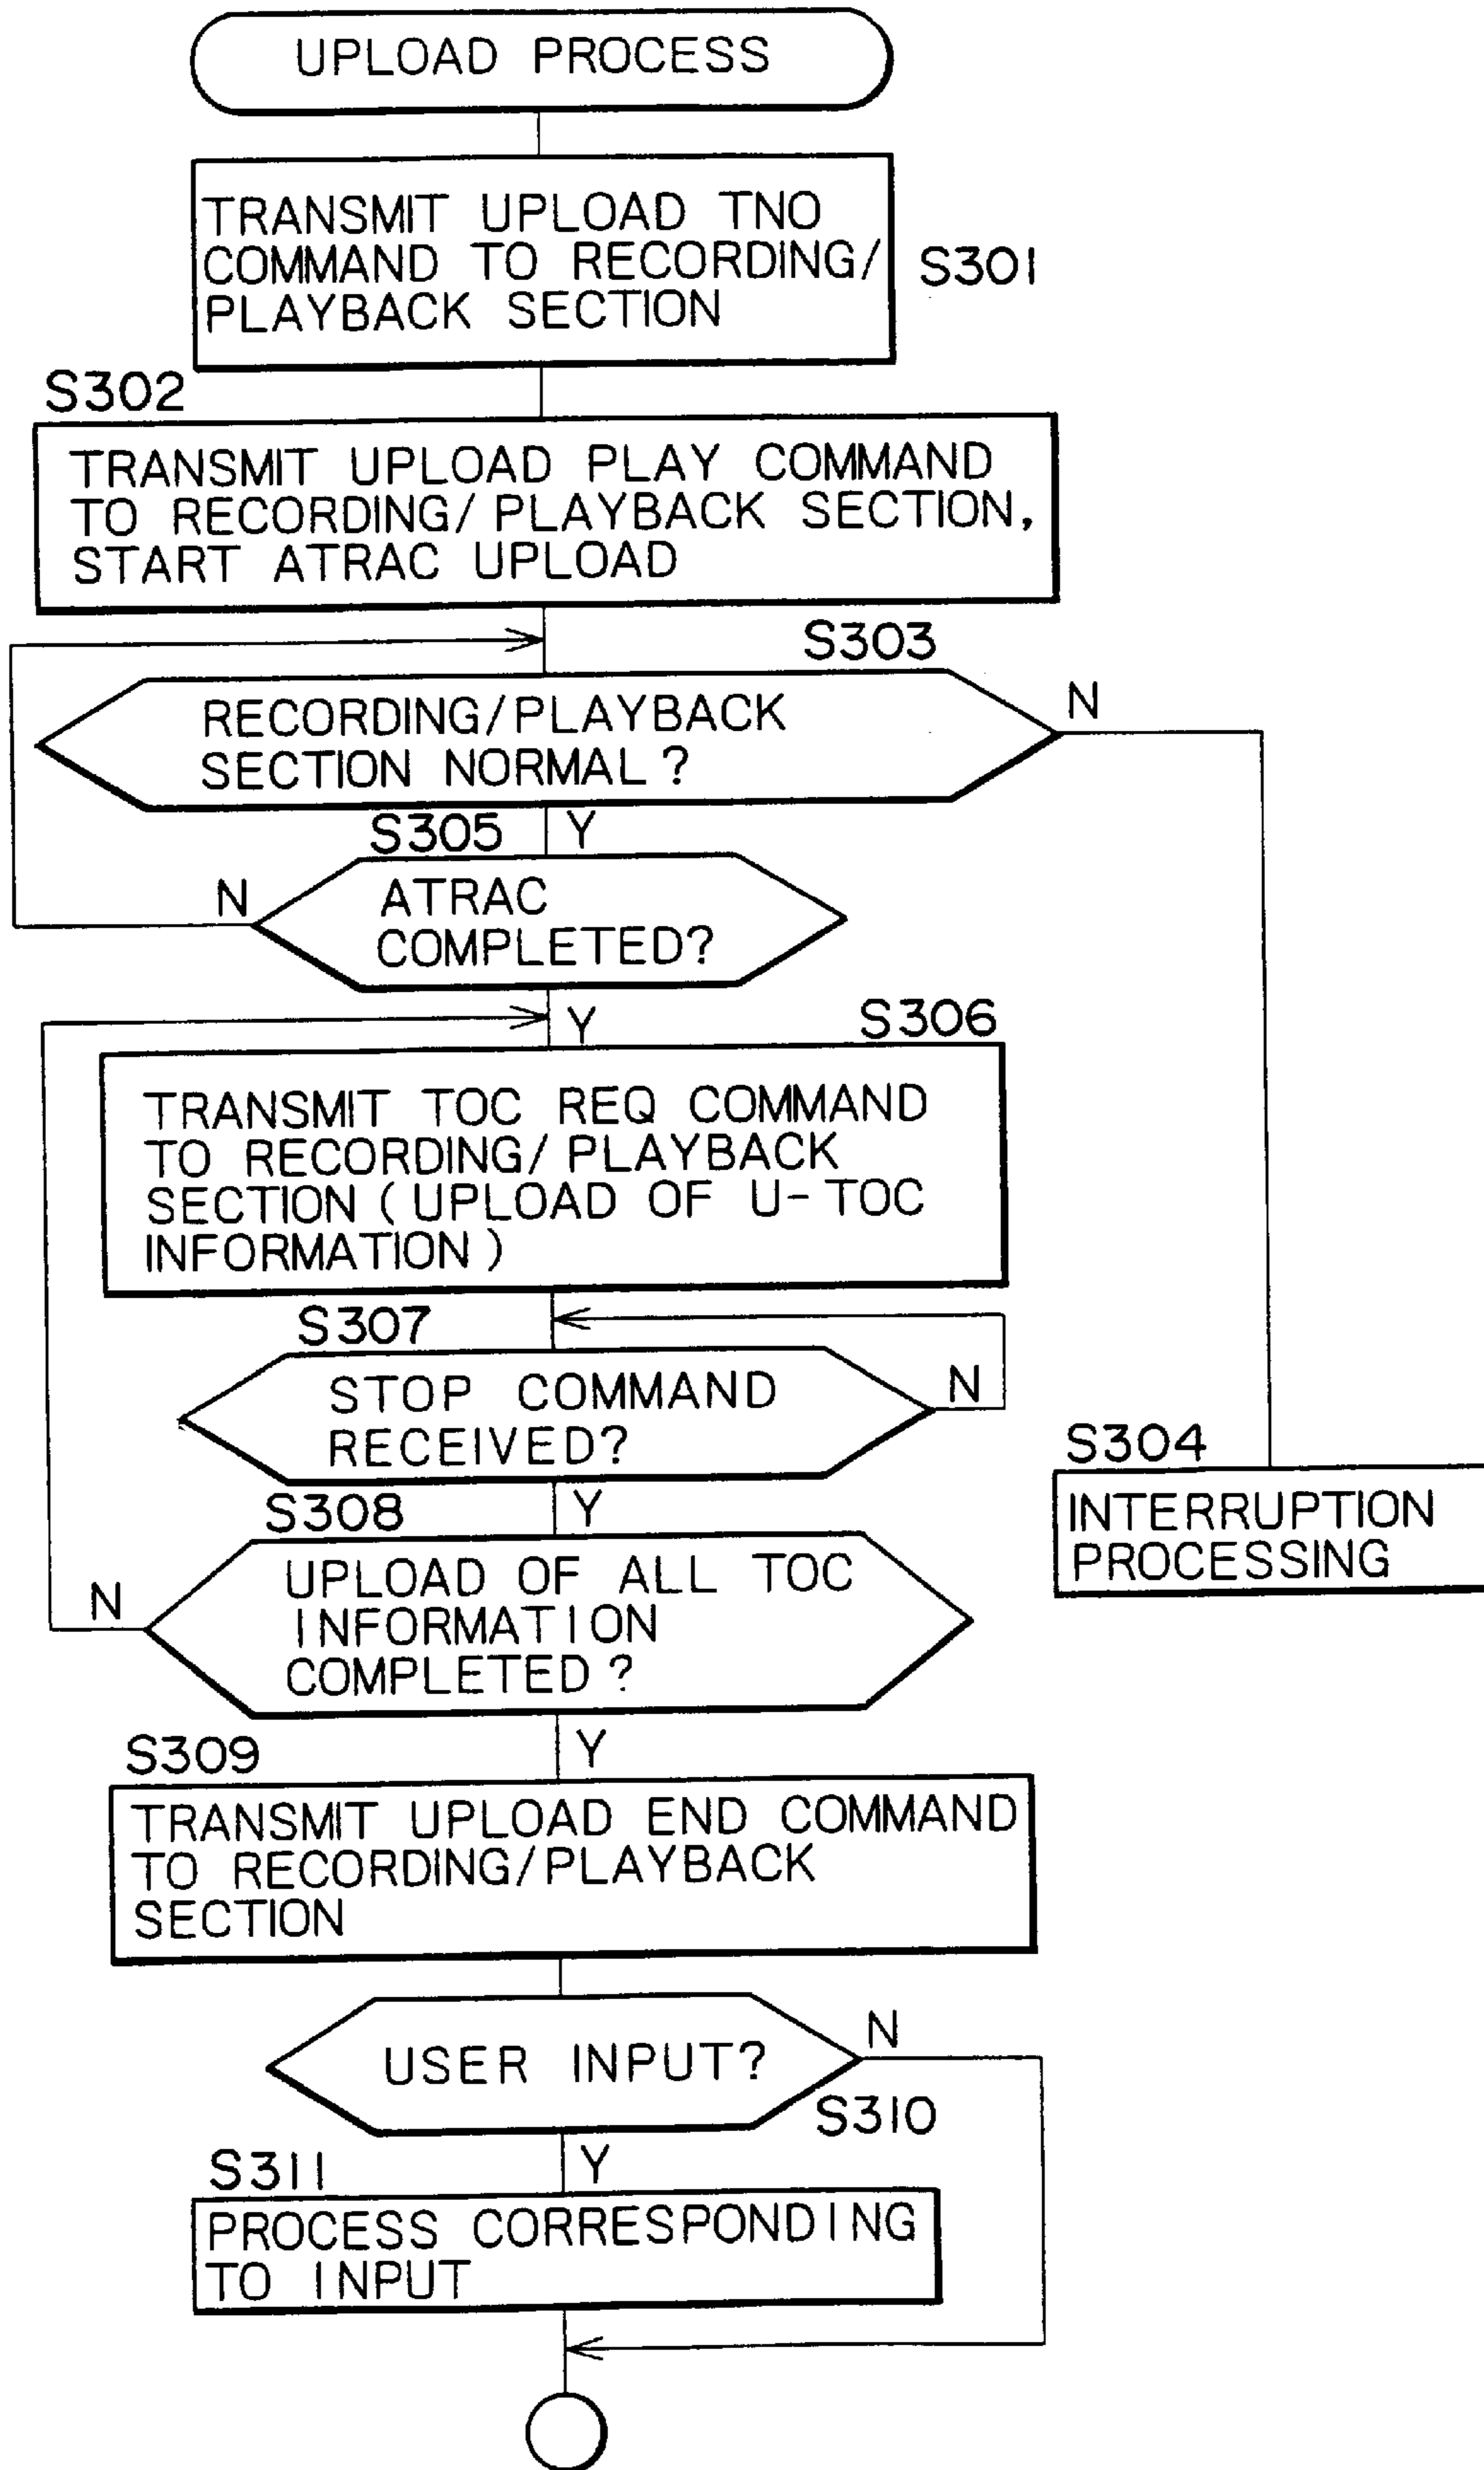 UPLOAD PROCESS
TRANSMIT UPLOAD TNO
COMMAND TO RECORDING/
PLAYBACK SECTION
S301
S302
TRANSMIT UPLOAD PLAY COMMAND
TO RECORDING/PLAYBACK SECTION,
START ATRAC UPLOAD
S303
RECORDING/PLAYBACK
SECTION NORMAL?
N
Y
S305
ATRAC
COMPLETED?
N
Y
S306
TRANSMIT TOC REQ COMMAND
TO RECORDING/PLAYBACK
SECTION (UPLOAD OF U-TOC
INFORMATION)
S307
STOP COMMAND
RECEIVED?
N
Y
S304
INTERRUPTION
PROCESSING
S308
UPLOAD OF ALL TOC
INFORMATION
COMPLETED?
N
Y
S309
TRANSMIT UPLOAD END COMMAND
TO RECORDING/PLAYBACK
SECTION
USER INPUT?
N
S310
Y
S311
PROCESS CORRESPONDING
TO INPUT